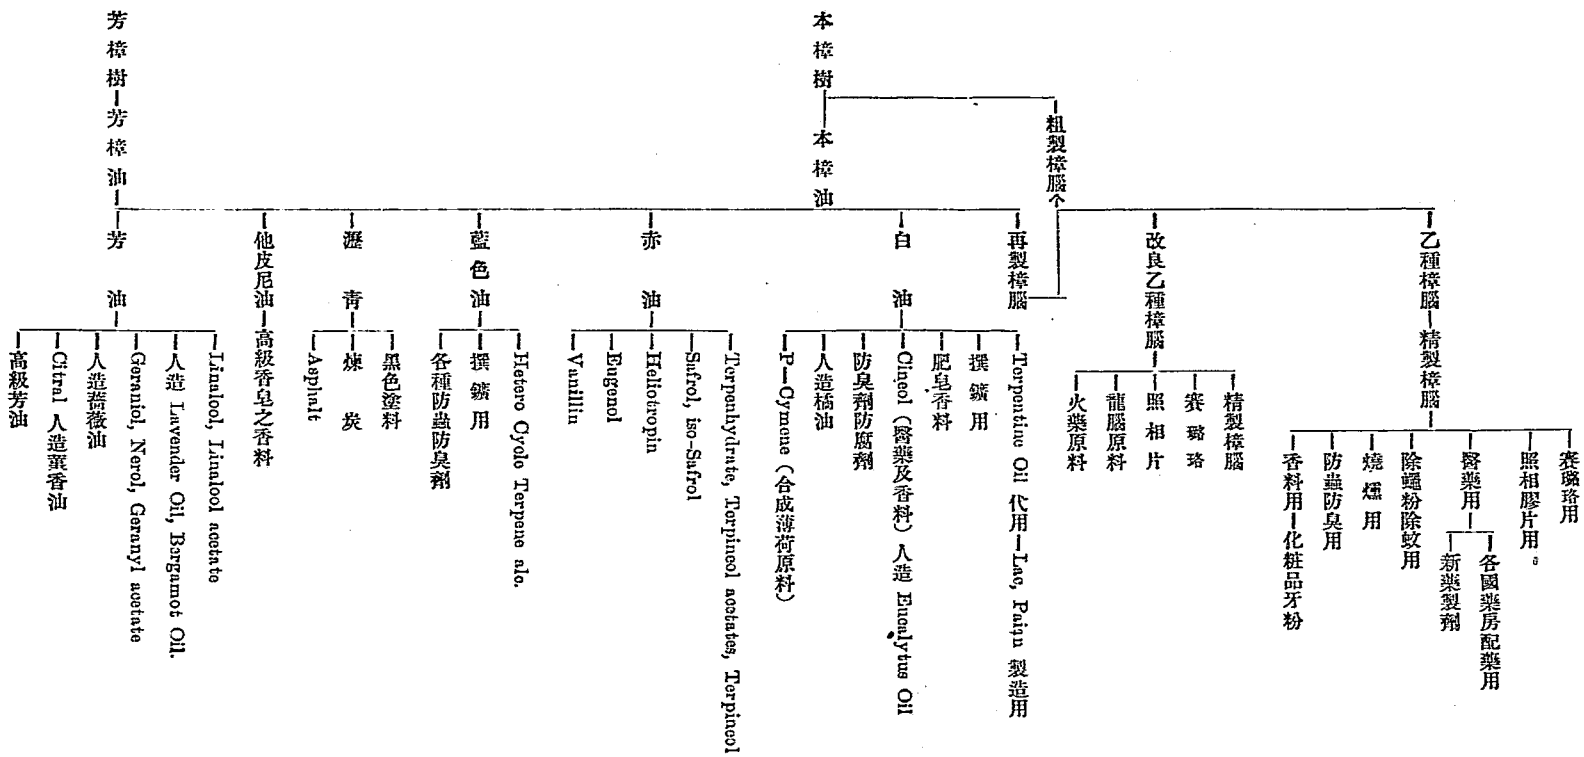 本樟樹
粗製樟腦
乙種樟腦
精製樟腦
賽璐珞用
照相膠片用。
醫藥用
各國藥房配藥用
新藥製劑
除蠅粉除蚊用
燒燻用
防蟲防臭用
香料用
化粧品牙粉
改良乙種樟腦
精製樟腦
賽璐珞
照相片
龍腦原料
火藥原料
本樟油
再製樟腦
白油
Terpentine Oil 代用—Lac, Paint 製造用
撰鑛用
肥皂香料
Cineol（醫藥及香料）人造 Eucalytus Oil
防臭劑防腐劑
人造橘油
P—Cymene（合成薄荷原料）
赤油
Terpenhydrate, Terpineol acetates, Terpineol
Safrol, iso-Safrol
Heliotropin
Eugenol
Vanillin
藍色油
Hetero Cyclo Terpene alc.
撰鑛用
各種防蟲防臭劑
瀝青
黑色塗料
煉炭
Asphalt
他皮尼油
高級香皂之香料
芳樟樹
芳樟油
芳油
Linalool, Linalool acetate
人造 Lavender Oil, Bergamot Oil.
Geraniol, Nerol, Geranyl acetate
人造薔薇油
Citral 人造菫香油
高級芳油